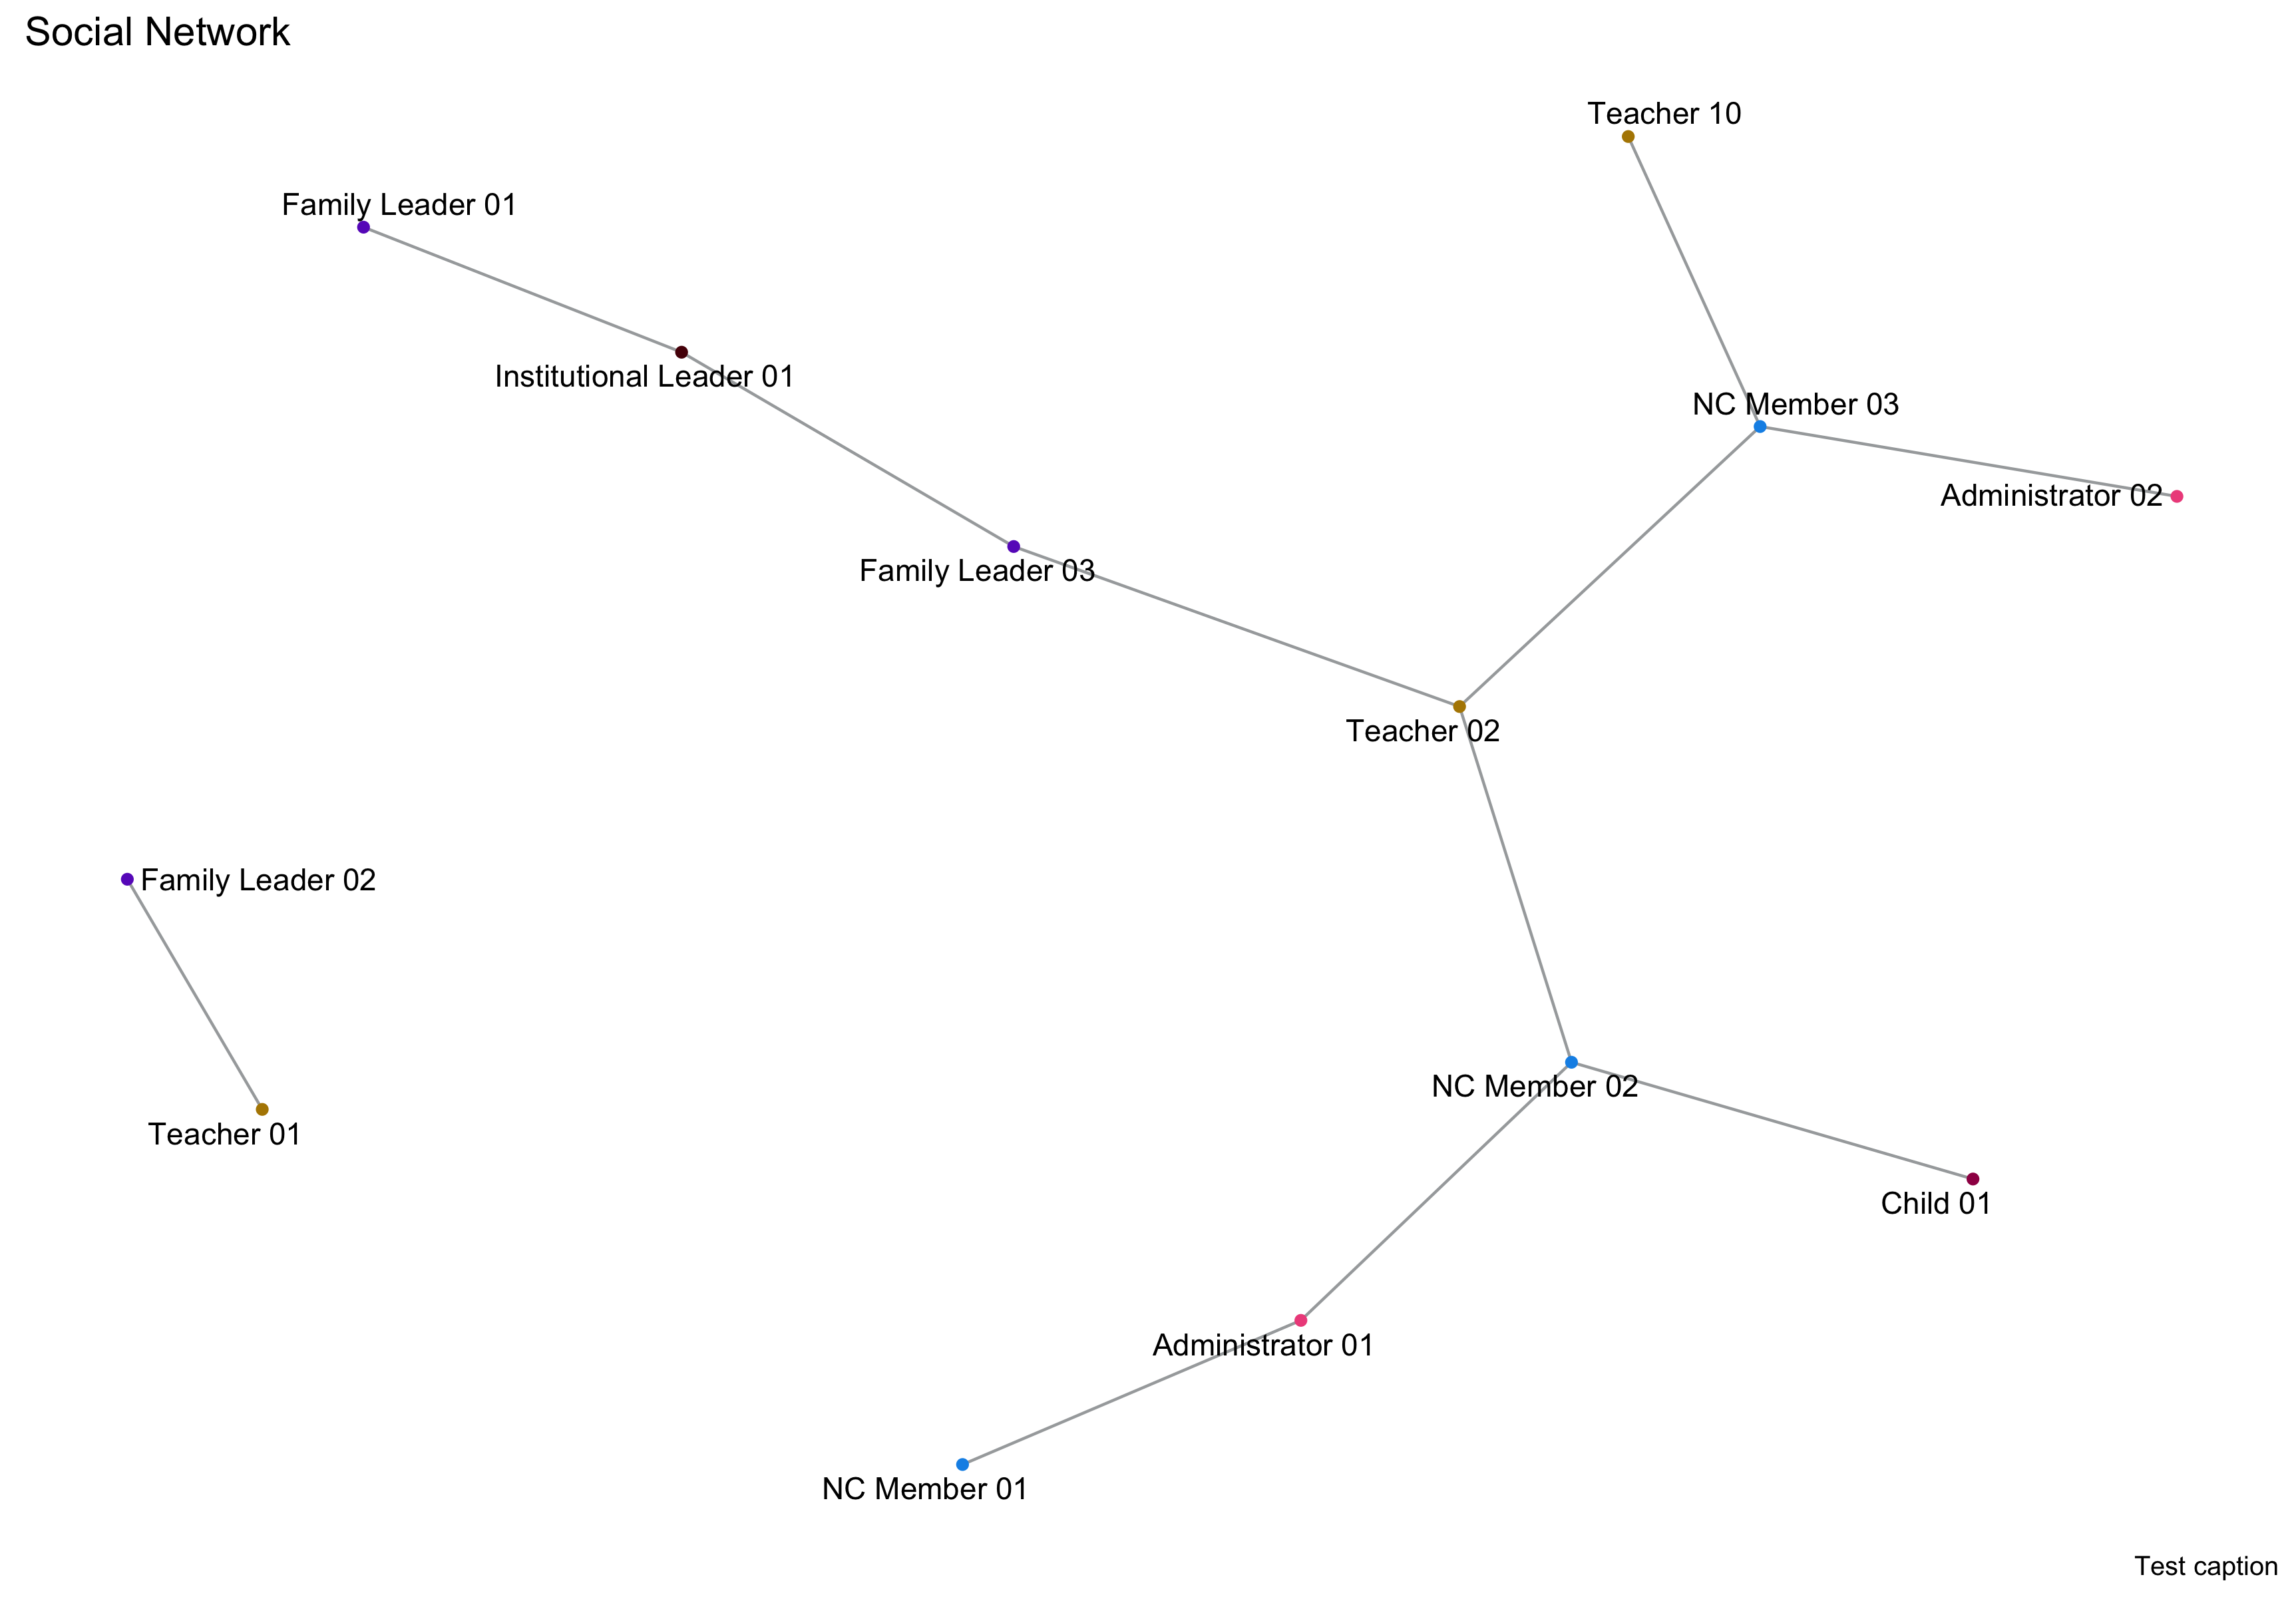 Social Network
Teacher 10
Family Leader 01
Institutional Leader 01
NC Member 03
Administrator 02
Family Leader 03
Teacher 02
Family Leader 02
NC Member 02
Teacher 01
Child 01
Administrator 01
NC Member 01
Test caption